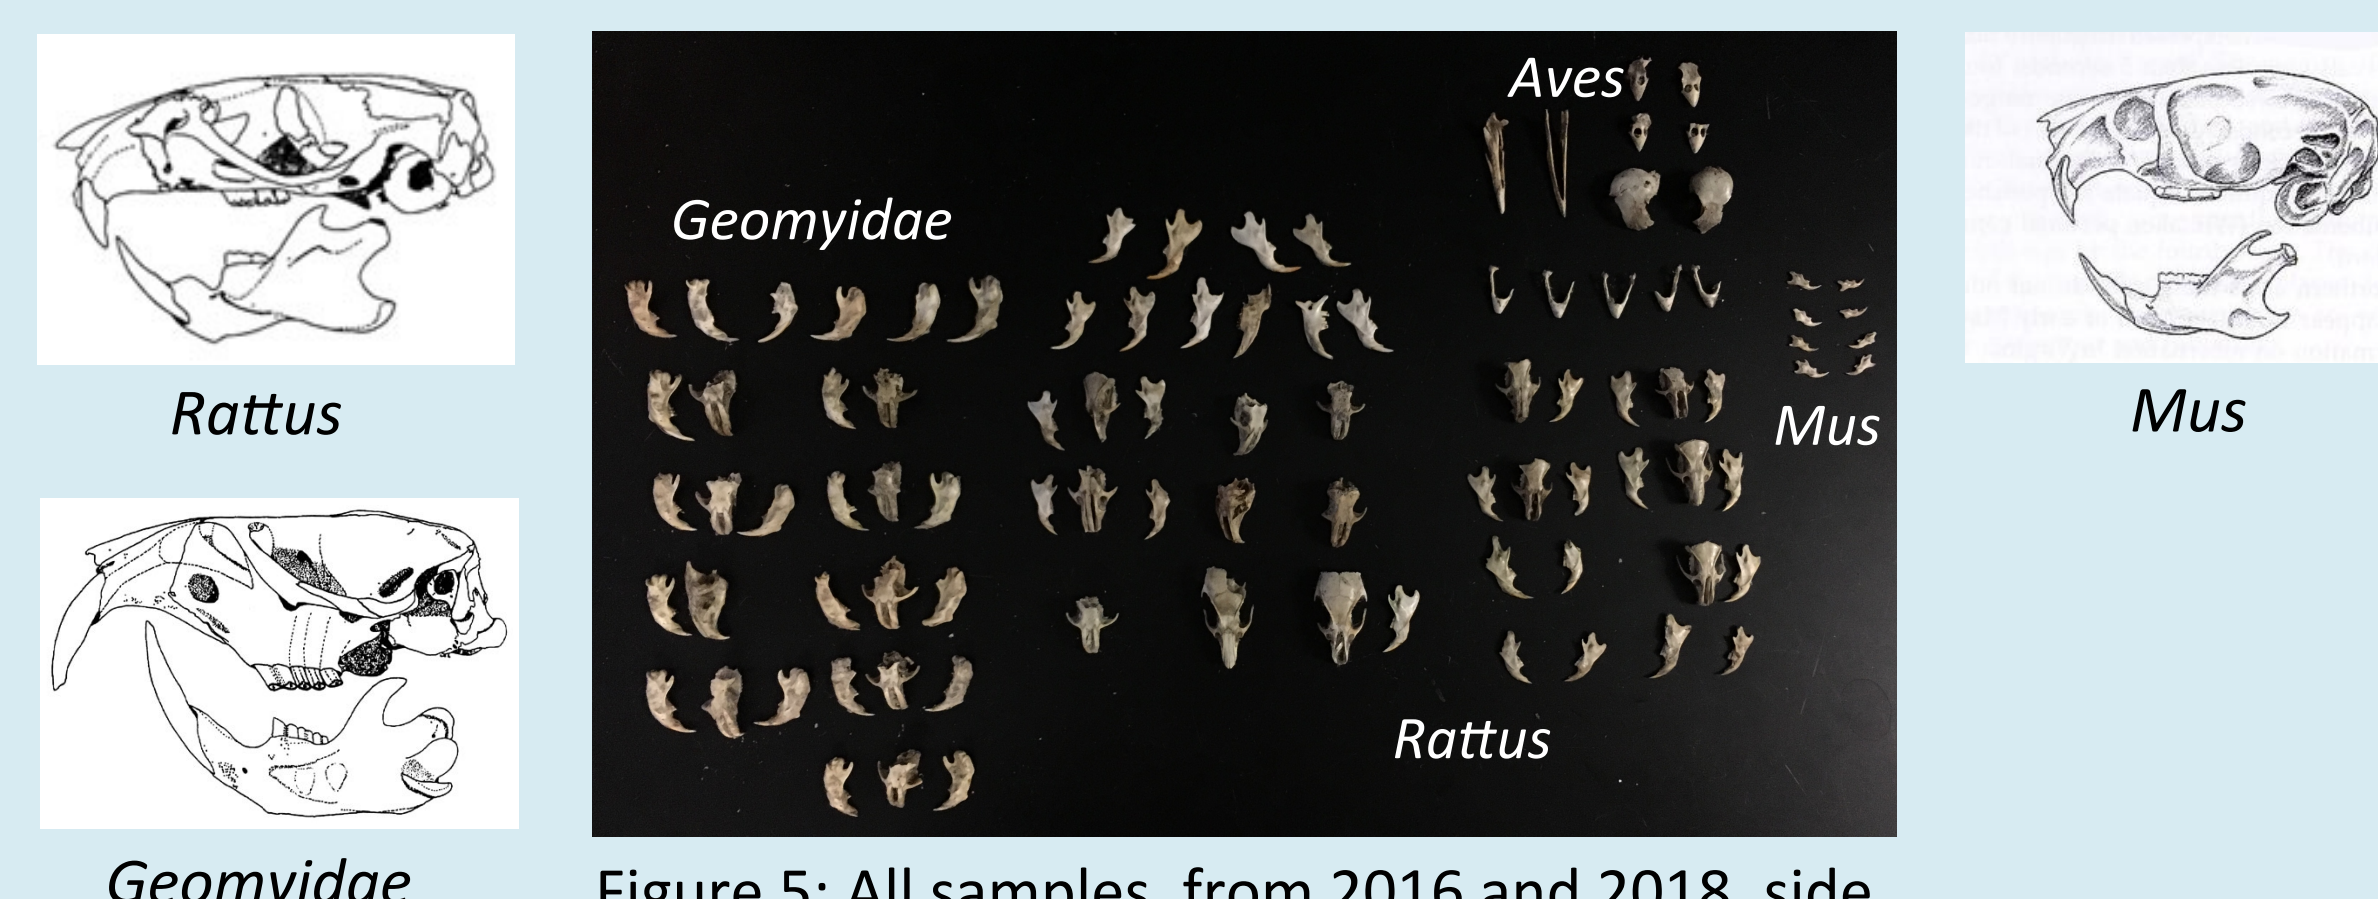 Aves
Geomyidae
Rattus
Mus
Mus
Rattus
Geomyidae
Figure 5: All samples, from 2016 and 2018, side